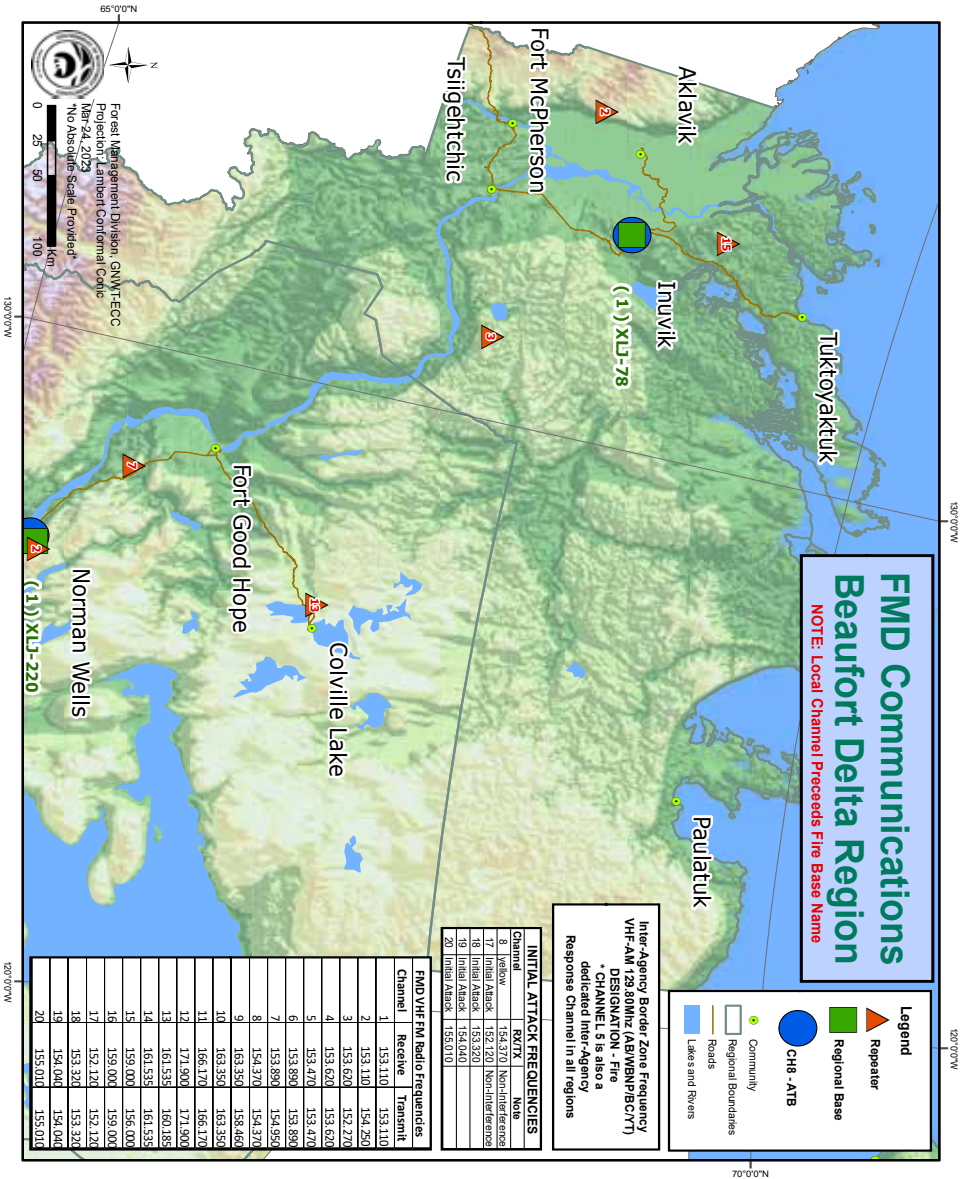 FMD Communications
Beaufort Delta Region
NOTE: Local Channel Preceeds Fire Base Name
Legend
Repeater
Regional Base
CH8 - ATB
Community
Regional Boundaries
Roads
Lakes and Rivers
Inter-Agency Border Zone Frequency
VHF-AM 129.80Mhz (AB/WBNP/BC/YT)
DESIGNATION - Fire
* CHANNEL 5 is also a
dedicated Inter-Agency
Response Channel in all regions
INITIAL ATTACK FREQUENCIES
Channel RX/TX Note
8 yellow 154.370 Non-Interference
17 Initial Attack 152.120 Non-Interference
18 Initial Attack 153.320
19 Initial Attack 154.040
20 Initial Attack 155.010
FMD VHF FM Radio Frequencies
Channel Receive Transmit
1 153.110 153.110
2 153.110 154.250
3 153.620 152.270
4 153.620 153.620
5 153.470 153.470
6 153.890 153.890
7 153.890 154.950
8 154.370 154.370
9 163.350 158.460
10 163.350 163.350
11 166.170 166.170
12 171.900 171.900
13 161.535 160.185
14 161.535 161.535
15 159.000 156.000
16 159.000 159.000
17 152.120 152.120
18 153.320 153.320
19 154.040 154.040
20 155.010 155.010
Tuktoyaktuk
Paulatuk
Aklavik
15
2
Inuvik
(1) XLJ-78
Fort McPherson
Tsiigehtchic
3
Colville Lake
13
Fort Good Hope
7
Norman Wells
2
(1) XLJ-220
N
Forest Management Division, GNWT-ECC
Projection: Lambert Conformal Conic
Mar 24, 2023
*No Absolute Scale Provided*
0 25 50 100
Km
65°0'0"N
130°0'0"W
130°0'0"W
120°0'0"W
120°0'0"W
70°0'0"N